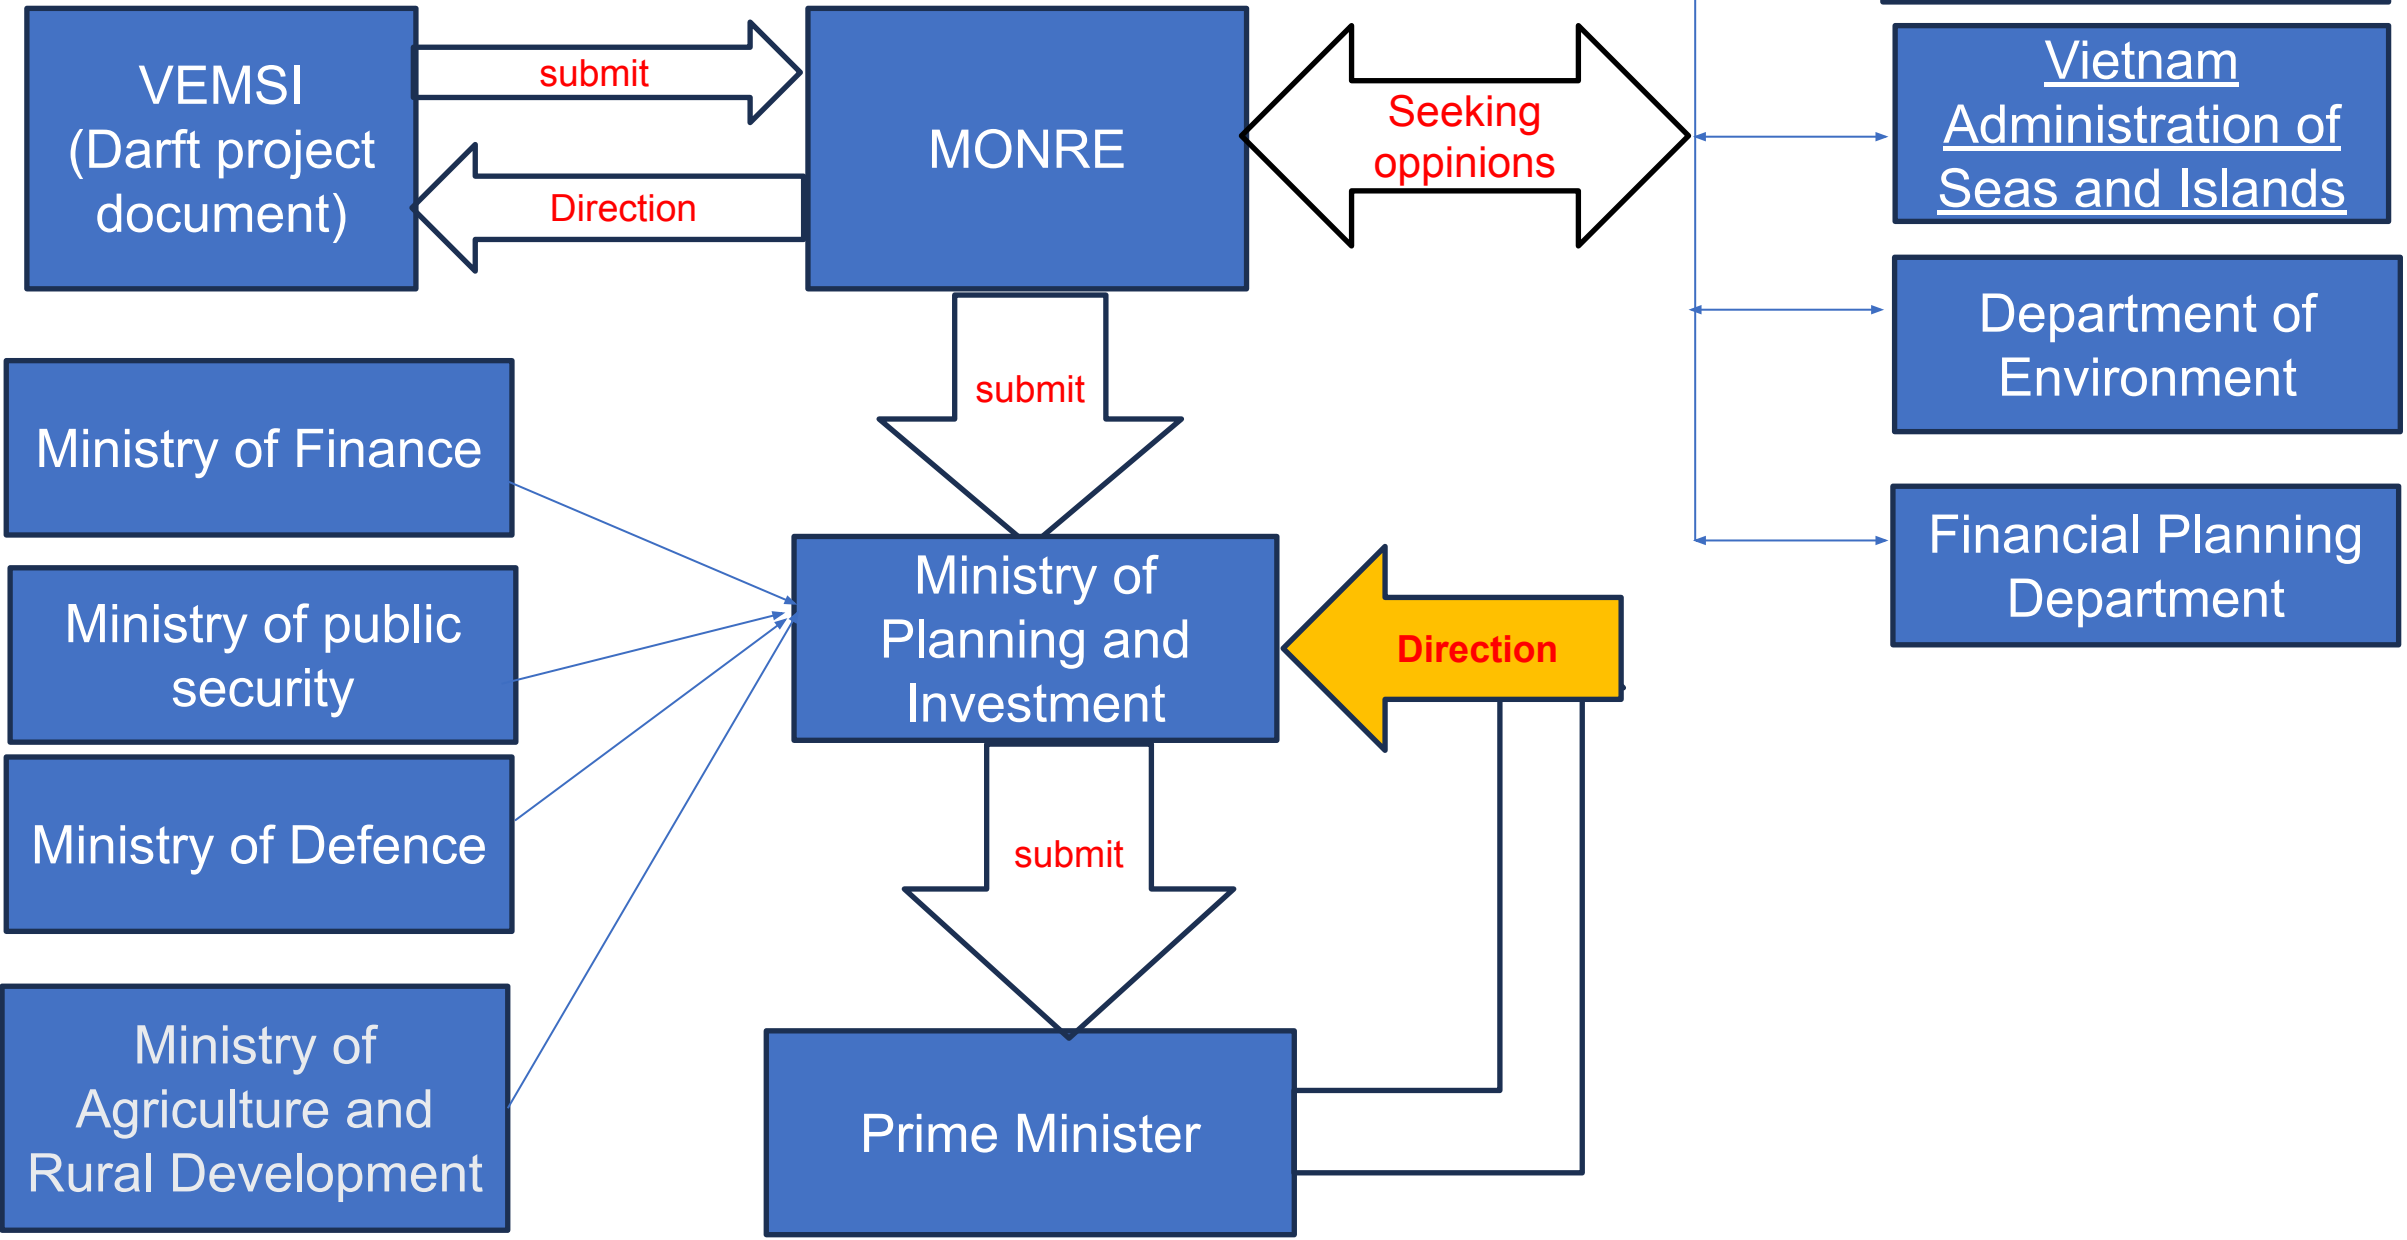 VEMSI
(Darft project
document)
submit
Direction
MONRE
Seeking
oppinions
Vietnam
Administration of
Seas and Islands
Department of
Environment
Financial Planning
Department
submit
Ministry of Finance
Ministry of public
security
Ministry of Defence
Ministry of
Agriculture and
Rural Development
Ministry of
Planning and
Investment
Direction
submit
Prime Minister